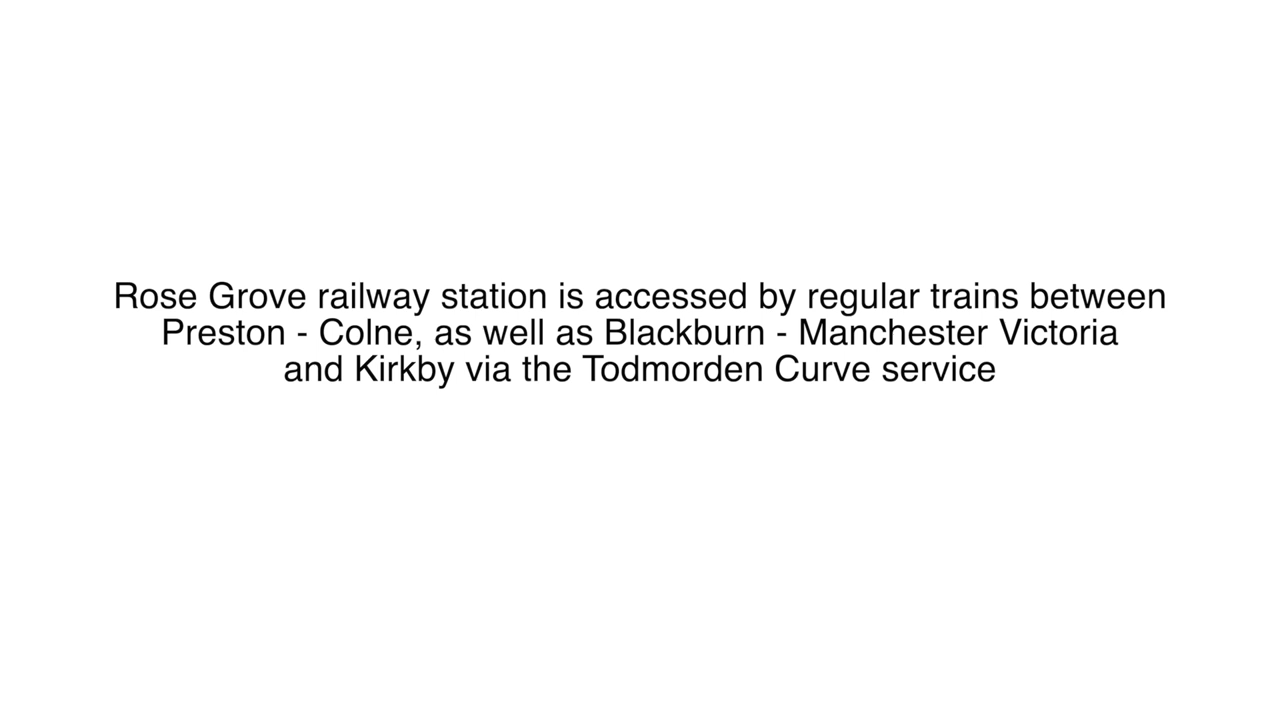 Rose Grove railway station is accessed by regular trains between
Preston - Colne, as well as Blackburn - Manchester Victoria
and Kirkby via the Todmorden Curve service